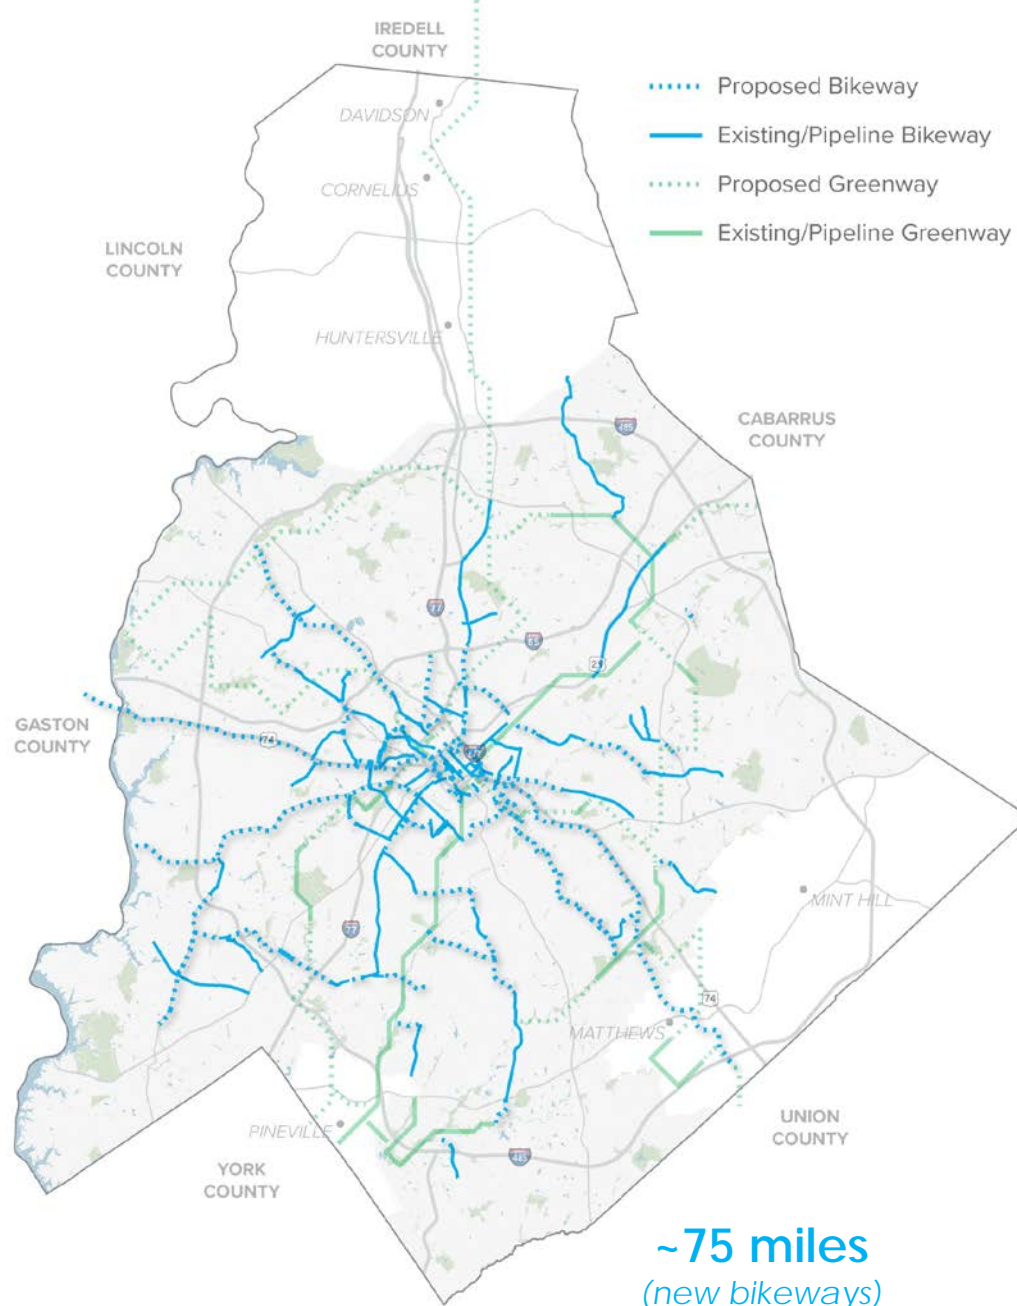 IREDELL
COUNTY
Proposed Bikeway
DAVIDSON
Existing/Pipeline Bikeway
CORNELIUS
Proposed Greenway
Existing/Pipeline Greenway
LINCOLN
COUNTY
HUNTERSVILLE
CABARRUS
COUNTY
485
77
85
29
GASTON
COUNTY
74
MINT HILL
77
74
MATTHEWS
PINEVILLE
UNION
COUNTY
485
YORK
COUNTY
~75 miles
(new bikeways)